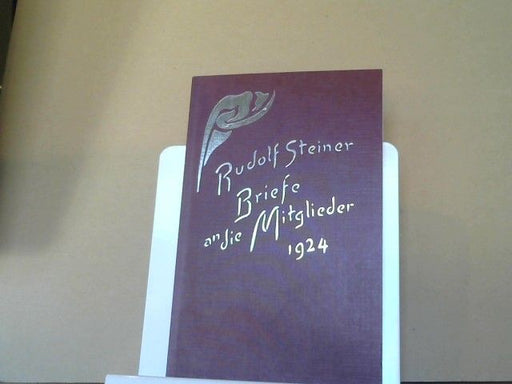 Rudolf Steiner
Briefe
an die Mitglieder
1924